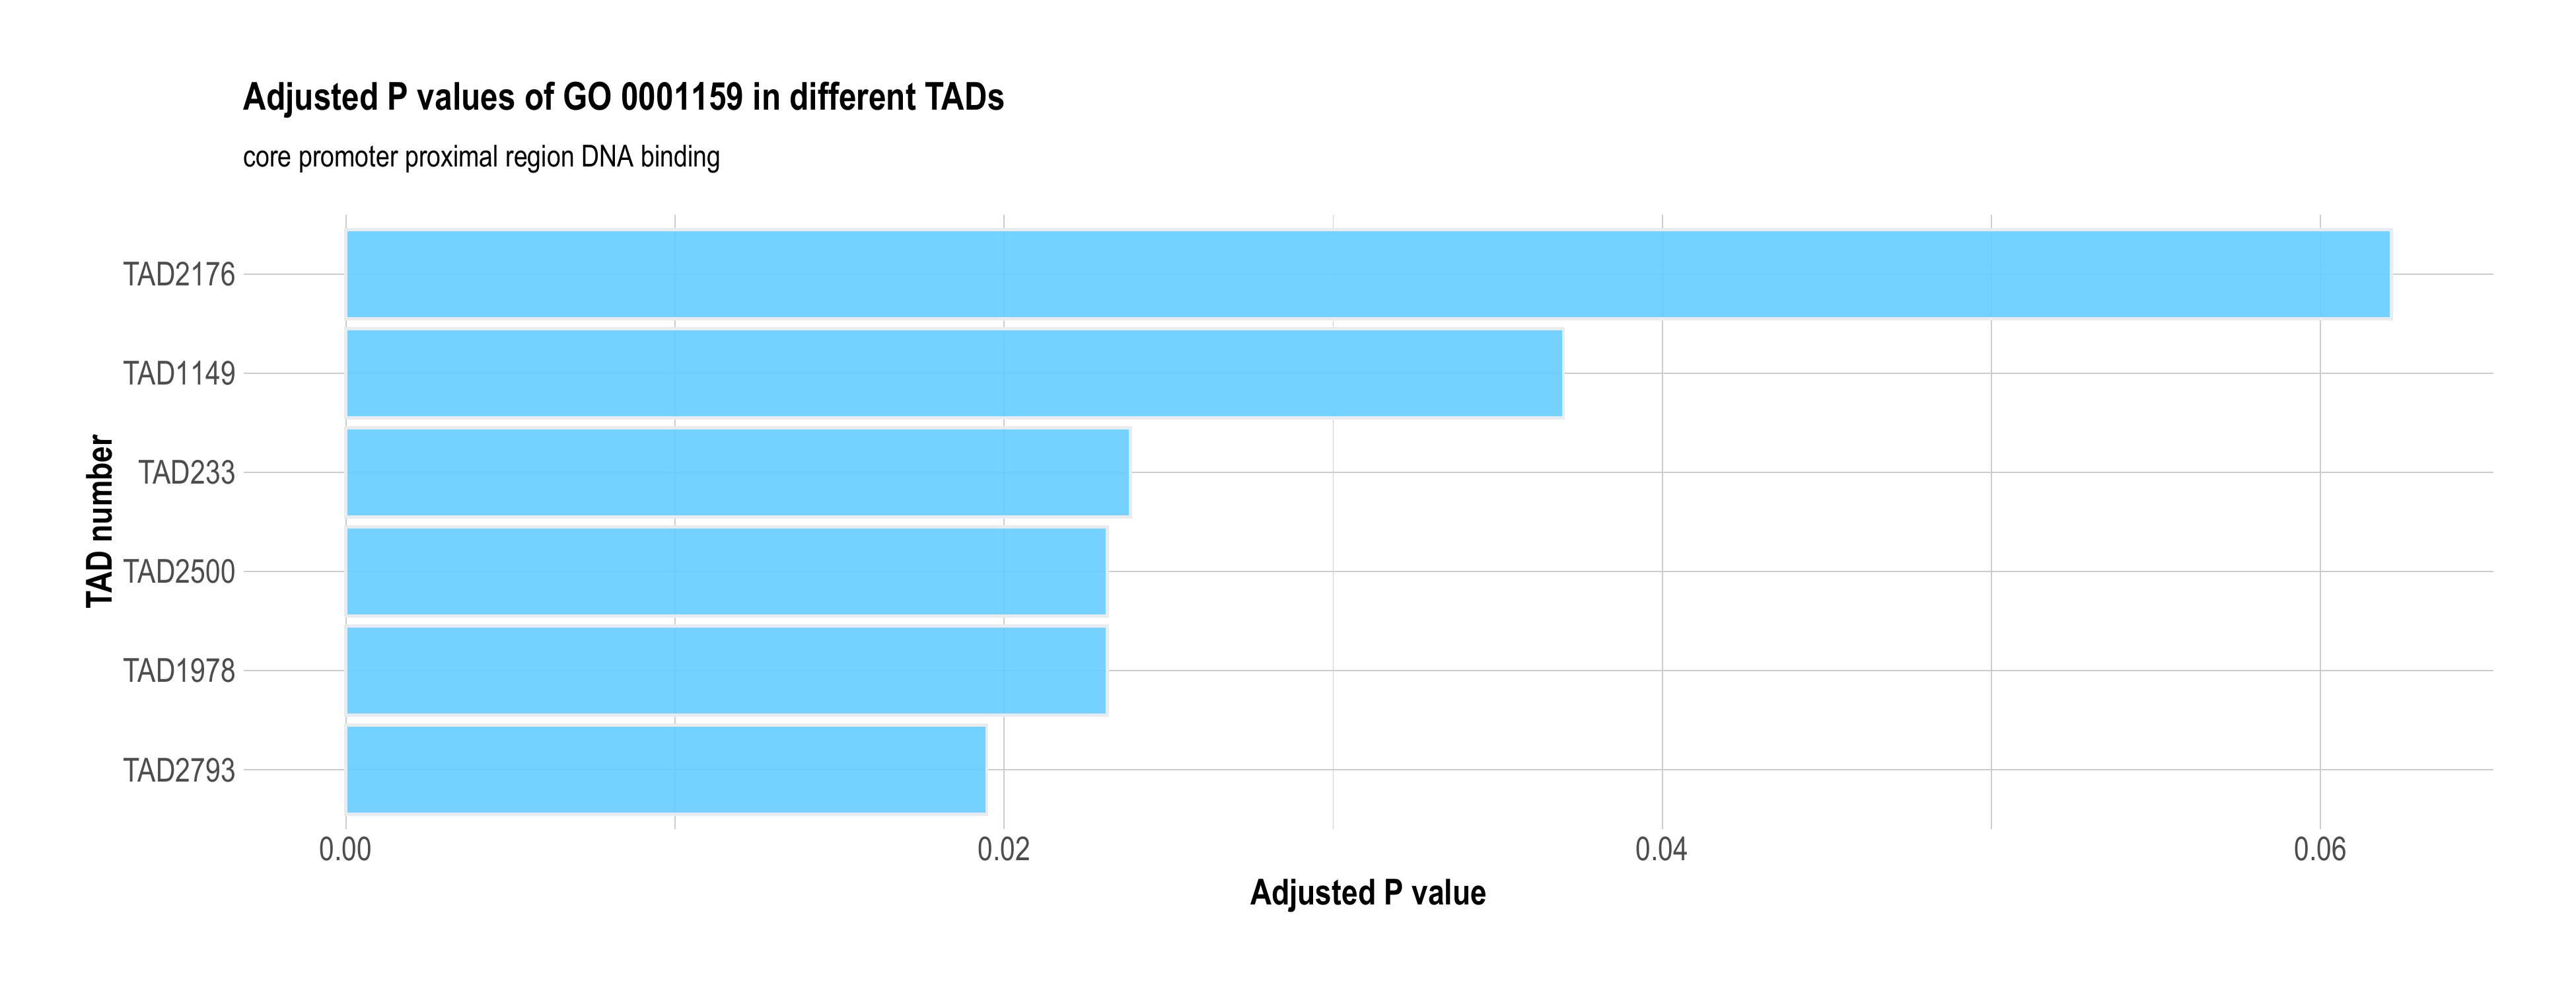 Adjusted P values of GO 0001159 in different TADs
core promoter proximal region DNA binding
TAD number
TAD2176
TAD1149
TAD233
TAD2500
TAD1978
TAD2793
0.00 0.02 0.04 0.06
Adjusted P value